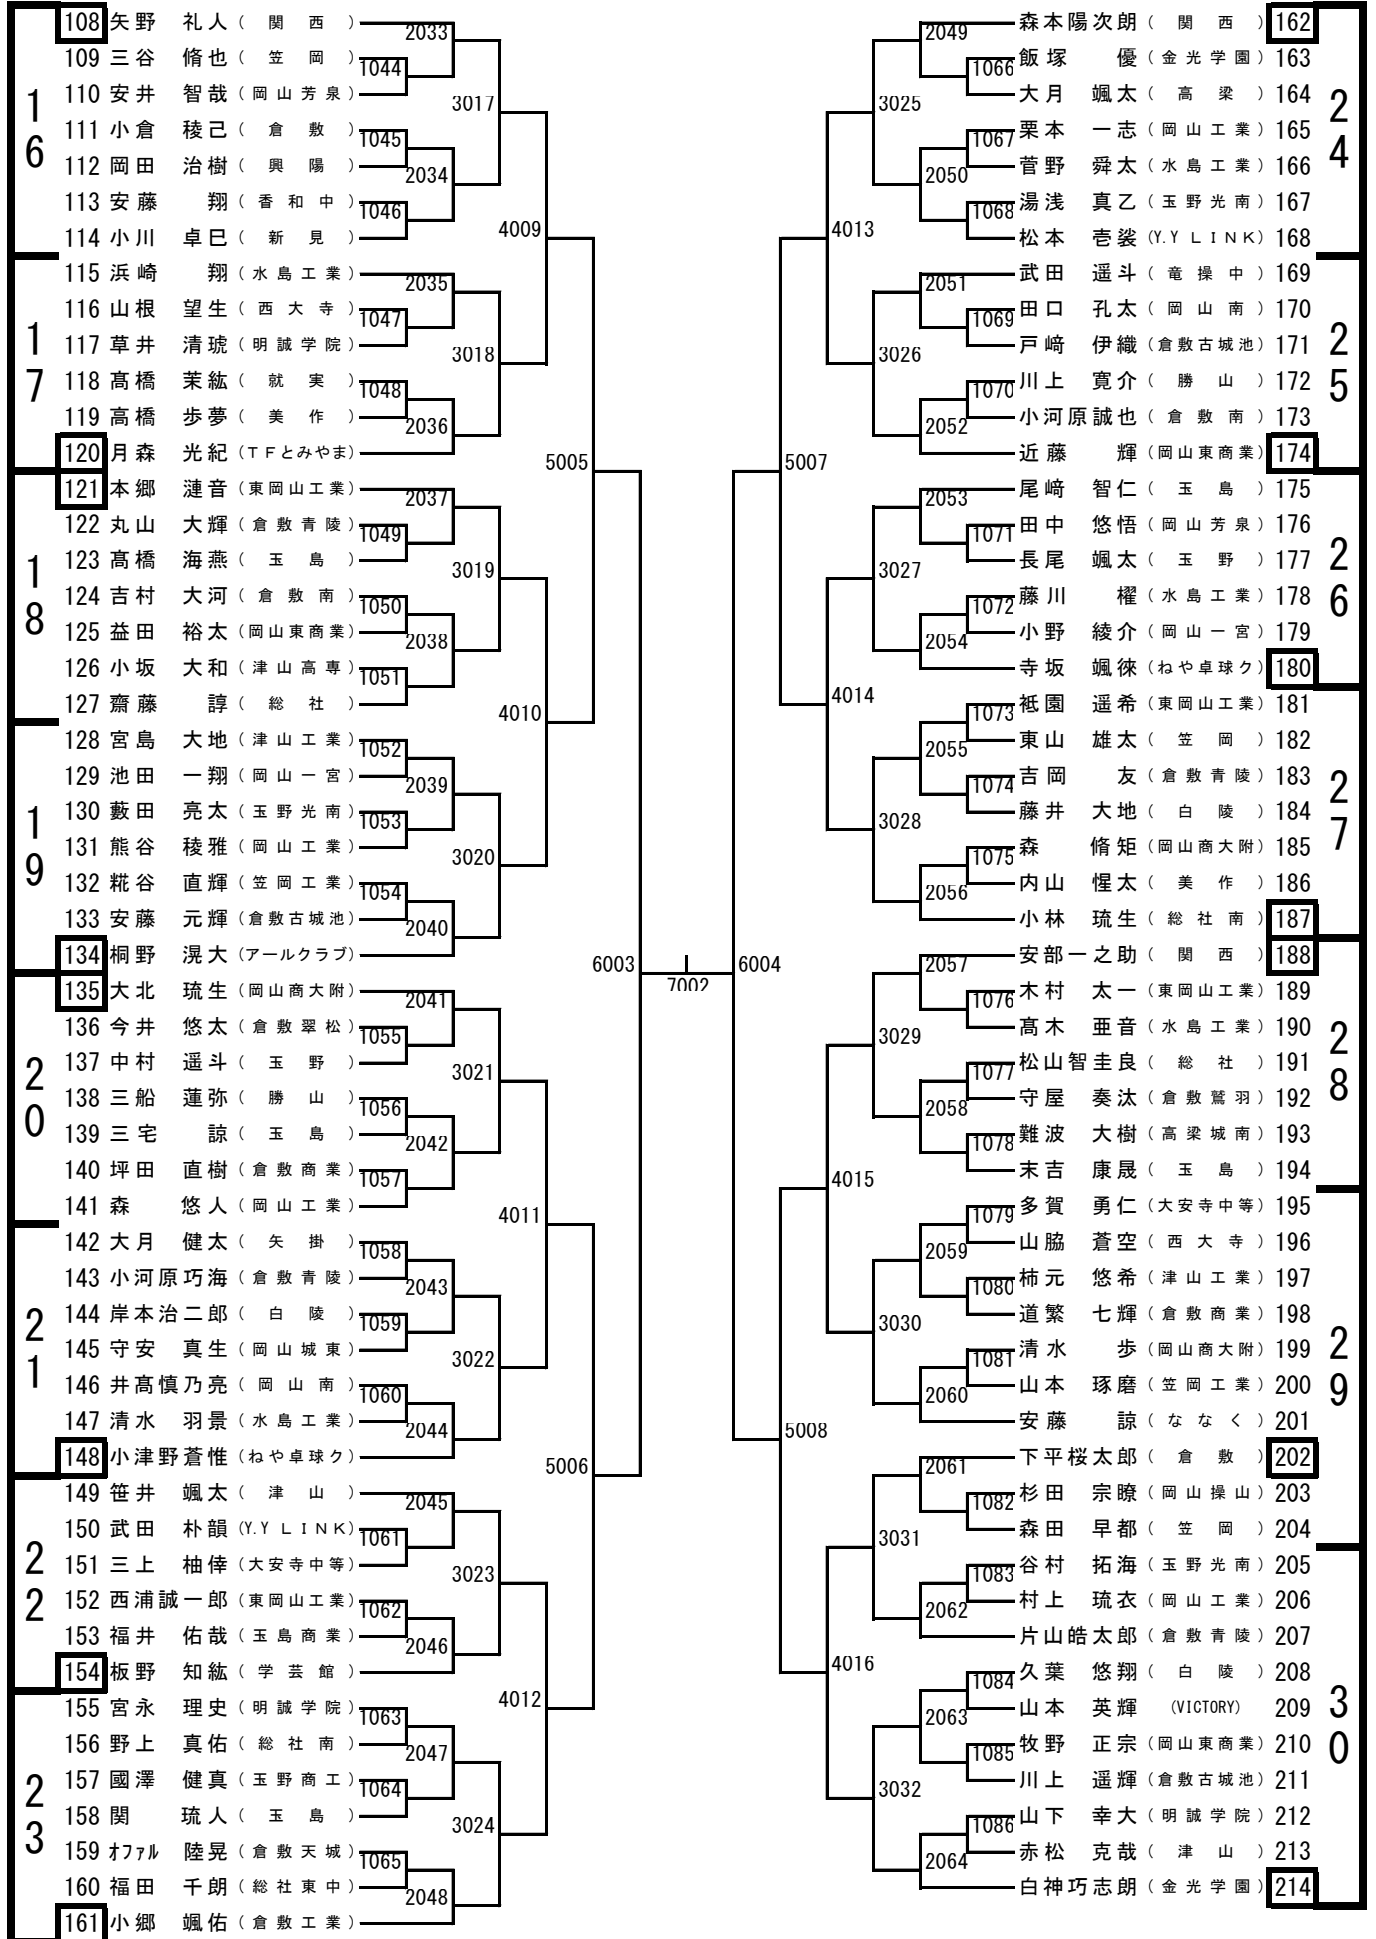 108 矢野 礼人 (関西)
109 三谷 脩也 (笠岡)
110 安井 智哉 (岡山芳泉)
111 小倉 稜己 (倉敷)
112 岡田 治樹 (興陽)
113 安藤 翔 (香和中)
114 小川 卓巳 (新見)
16
115 浜崎 翔 (水島工業)
116 山根 望生 (西大寺)
117 草井 清琥 (明誠学院)
118 髙橋 茉紘 (就実)
119 高橋 歩夢 (美作)
120 月森 光紀 (TFとみやま)
17
121 本郷 漣音 (東岡山工業)
122 丸山 大輝 (倉敷青陵)
123 髙橋 海燕 (玉島)
124 吉村 大河 (倉敷南)
125 益田 裕太 (岡山東商業)
126 小坂 大和 (津山高専)
127 齋藤 諄 (総社)
18
128 宮島 大地 (津山工業)
129 池田 一翔 (岡山一宮)
130 藪田 亮太 (玉野光南)
131 熊谷 稜雅 (岡山工業)
132 糀谷 直輝 (笠岡工業)
133 安藤 元輝 (倉敷古城池)
134 桐野 滉大 (アールクラブ)
19
135 大北 琉生 (岡山商大附)
136 今井 悠太 (倉敷翠松)
137 中村 遥斗 (玉野)
138 三船 蓮弥 (勝山)
139 三宅 諒 (玉島)
140 坪田 直樹 (倉敷商業)
141 森 悠人 (岡山工業)
20
142 大月 健太 (矢掛)
143 小河原巧海 (倉敷青陵)
144 岸本治二郎 (白陵)
145 守安 真生 (岡山城東)
146 井髙慎乃亮 (岡山南)
147 清水 羽景 (水島工業)
148 小津野蒼惟 (ねや卓球ク)
21
149 笹井 颯太 (津山)
150 武田 朴韻 (Y.Y LINK)
151 三上 柚倖 (大安寺中等)
152 西浦誠一郎 (東岡山工業)
153 福井 佑哉 (玉島商業)
154 板野 知紘 (学芸館)
22
155 宮永 理史 (明誠学院)
156 野上 真佑 (総社南)
157 國澤 健真 (玉野商工)
158 関 琉人 (玉島)
159 オファル 陸晃 (倉敷天城)
160 福田 千朗 (総社東中)
161 小郷 颯佑 (倉敷工業)
23
2033
1044
3017
1045
2034
1046
4009
2035
1047
3018
1048
2036
5005
2037
1049
3019
1050
2038
1051
4010
1052
2039
1053
3020
1054
2040
6003
7002
2041
1055
3021
1056
2042
1057
4011
1058
2043
1059
3022
1060
2044
5006
2045
1061
3023
1062
2046
4012
1063
2047
1064
3024
1065
2048
2049
1066
3025
1067
2050
1068
4013
2051
1069
3026
1070
2052
5007
2053
1071
3027
1072
2054
4014
1073
2055
1074
3028
1075
2056
6004
2057
1076
3029
1077
2058
1078
4015
1079
2059
1080
3030
1081
2060
5008
2061
1082
3031
1083
2062
4016
1084
2063
1085
3032
1086
2064
森本陽次朗 (関西) 162
飯塚 優 (金光学園) 163
大月 颯太 (高梁) 164
栗本 一志 (岡山工業) 165
菅野 舜太 (水島工業) 166
湯浅 真乙 (玉野光南) 167
松本 壱裟 (Y.Y LINK) 168
24
武田 遥斗 (竜操中) 169
田口 孔太 (岡山南) 170
戸﨑 伊織 (倉敷古城池) 171
川上 寛介 (勝山) 172
小河原誠也 (倉敷南) 173
近藤 輝 (岡山東商業) 174
25
尾﨑 智仁 (玉島) 175
田中 悠悟 (岡山芳泉) 176
長尾 颯太 (玉野) 177
藤川 櫂 (水島工業) 178
小野 綾介 (岡山一宮) 179
寺坂 颯徠 (ねや卓球ク) 180
26
祗園 遥希 (東岡山工業) 181
東山 雄太 (笠岡) 182
吉岡 友 (倉敷青陵) 183
藤井 大地 (白陵) 184
森 脩矩 (岡山商大附) 185
内山 惺太 (美作) 186
小林 琉生 (総社南) 187
27
安部一之助 (関西) 188
木村 太一 (東岡山工業) 189
髙木 亜音 (水島工業) 190
松山智圭良 (総社) 191
守屋 奏汰 (倉敷鷲羽) 192
難波 大樹 (高梁城南) 193
末吉 康晟 (玉島) 194
28
多賀 勇仁 (大安寺中等) 195
山脇 蒼空 (西大寺) 196
柿元 悠希 (津山工業) 197
道繁 七輝 (倉敷商業) 198
清水 歩 (岡山商大附) 199
山本 琢磨 (笠岡工業) 200
安藤 諒 (ななく) 201
29
下平桜太郎 (倉敷) 202
杉田 宗瞭 (岡山操山) 203
森田 早都 (笠岡) 204
谷村 拓海 (玉野光南) 205
村上 琉衣 (岡山工業) 206
片山皓太郎 (倉敷青陵) 207
久葉 悠翔 (白陵) 208
山本 英輝 (VICTORY) 209
牧野 正宗 (岡山東商業) 210
川上 遥輝 (倉敷古城池) 211
山下 幸大 (明誠学院) 212
赤松 克哉 (津山) 213
白神巧志朗 (金光学園) 214
30